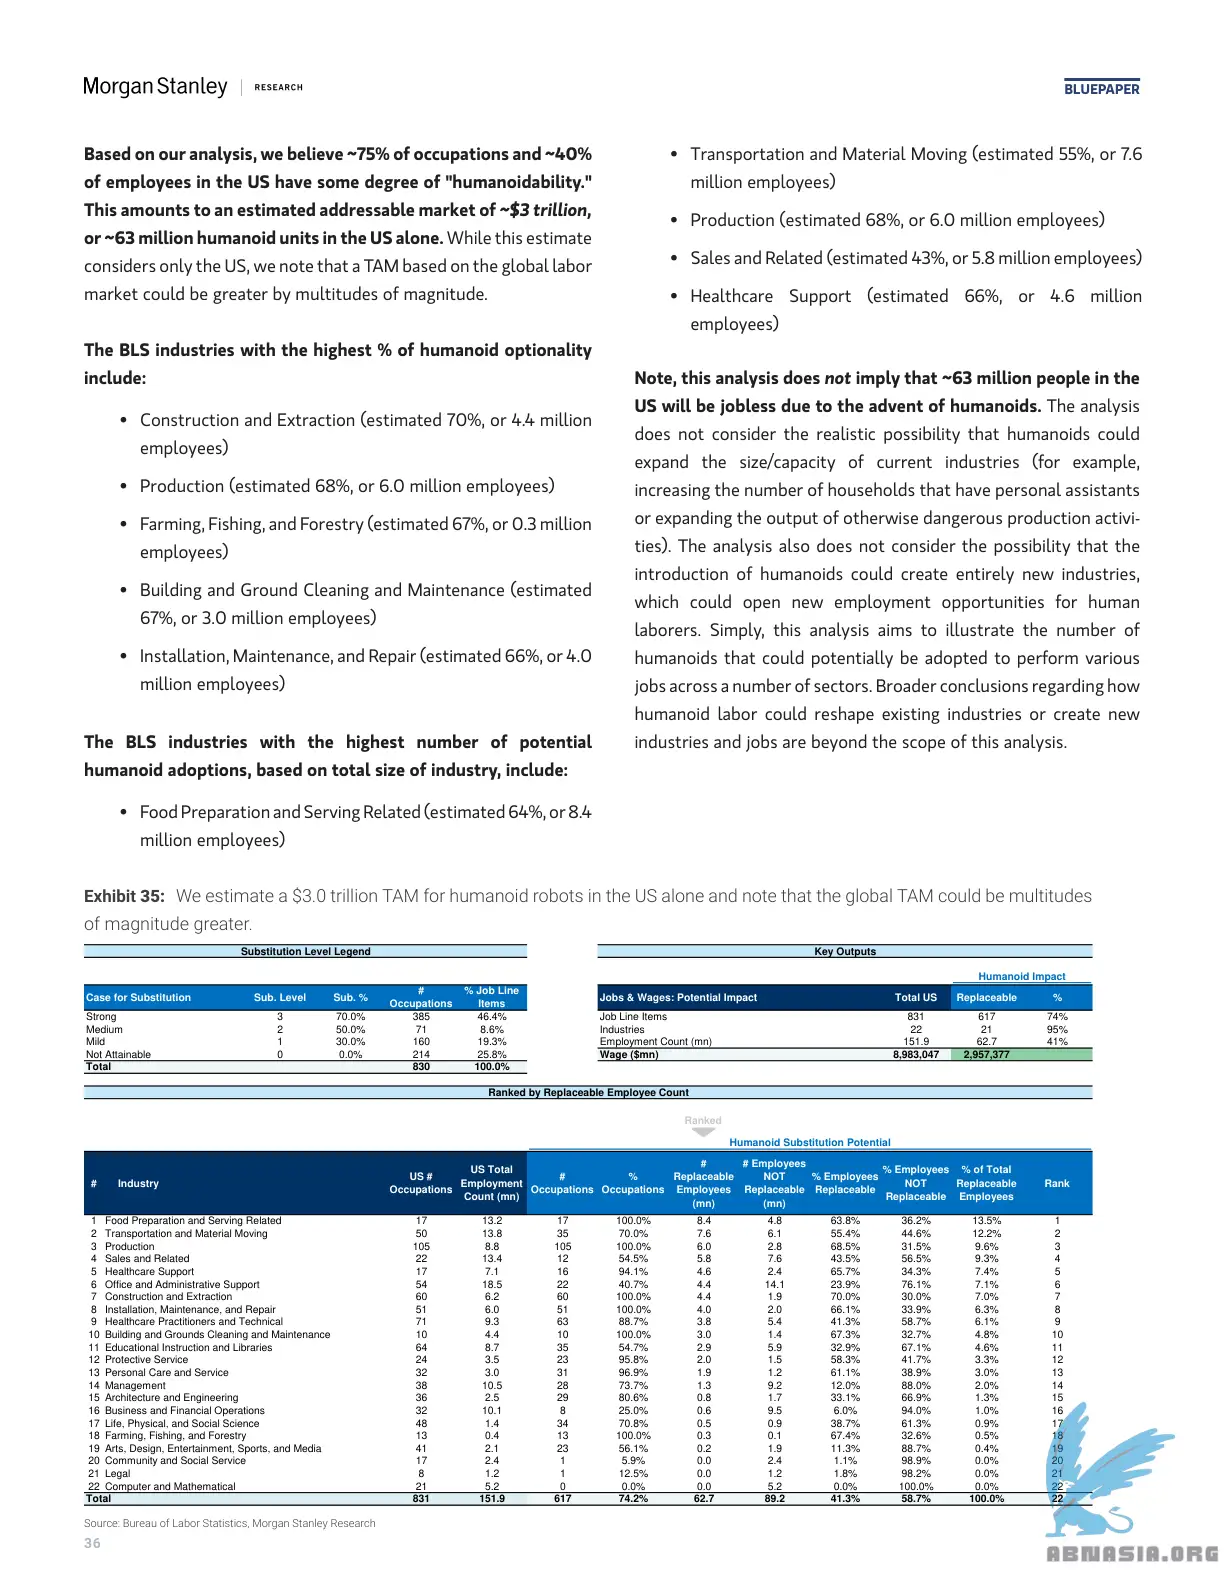 Morgan Stanley | RESEARCH
BLUEPAPER
Based on our analysis, we believe ~75% of occupations and ~40%
of employees in the US have some degree of "humanoidability."
This amounts to an estimated addressable market of ~$3 trillion,
or ~63 million humanoid units in the US alone. While this estimate
considers only the US, we note that a TAM based on the global labor
market could be greater by multitudes of magnitude.
The BLS industries with the highest % of humanoid optionality
include:
• Construction and Extraction (estimated 70%, or 4.4 million
employees)
• Production (estimated 68%, or 6.0 million employees)
• Farming, Fishing, and Forestry (estimated 67%, or 0.3 million
employees)
• Building and Ground Cleaning and Maintenance (estimated
67%, or 3.0 million employees)
• Installation, Maintenance, and Repair (estimated 66%, or 4.0
million employees)
The BLS industries with the highest number of potential
humanoid adoptions, based on total size of industry, include:
• Food Preparation and Serving Related (estimated 64%, or 8.4
million employees)
• Transportation and Material Moving (estimated 55%, or 7.6
million employees)
• Production (estimated 68%, or 6.0 million employees)
• Sales and Related (estimated 43%, or 5.8 million employees)
• Healthcare Support (estimated 66%, or 4.6 million
employees)
Note, this analysis does not imply that ~63 million people in the
US will be jobless due to the advent of humanoids. The analysis
does not consider the realistic possibility that humanoids could
expand the size/capacity of current industries (for example,
increasing the number of households that have personal assistants
or expanding the output of otherwise dangerous production activi-
ties). The analysis also does not consider the possibility that the
introduction of humanoids could create entirely new industries,
which could open new employment opportunities for human
laborers. Simply, this analysis aims to illustrate the number of
humanoids that could potentially be adopted to perform various
jobs across a number of sectors. Broader conclusions regarding how
humanoid labor could reshape existing industries or create new
industries and jobs are beyond the scope of this analysis.
Exhibit 35: We estimate a $3.0 trillion TAM for humanoid robots in the US alone and note that the global TAM could be multitudes
of magnitude greater.
Substitution Level Legend
Case for Substitution Sub. Level Sub. % # Occupations % Job Line Items
Strong 3 70.0% 385 46.4%
Medium 2 50.0% 71 8.6%
Mild 1 30.0% 160 19.3%
Not Attainable 0 0.0% 214 25.8%
Total 830 100.0%
Key Outputs
Humanoid Impact
Jobs & Wages: Potential Impact Total US Replaceable %
Job Line Items 831 617 74%
Industries 22 21 95%
Employment Count (mn) 151.9 62.7 41%
Wage ($mn) 8,983,047 2,957,377
Ranked by Replaceable Employee Count
Ranked
Humanoid Substitution Potential
# Industry US # Occupations US Total Employment Count (mn) # Occupations % Occupations # Replaceable Employees (mn) # Employees NOT Replaceable (mn) % Employees Replaceable % Employees NOT Replaceable % of Total Replaceable Employees Rank
1 Food Preparation and Serving Related 17 13.2 17 100.0% 8.4 4.8 63.8% 36.2% 13.5% 1
2 Transportation and Material Moving 50 13.8 35 70.0% 7.6 6.1 55.4% 44.6% 12.2% 2
3 Production 105 8.8 105 100.0% 6.0 2.8 68.5% 31.5% 9.6% 3
4 Sales and Related 22 13.4 12 54.5% 5.8 7.6 43.5% 56.5% 9.3% 4
5 Healthcare Support 17 7.1 16 94.1% 4.6 2.4 65.7% 34.3% 7.4% 5
6 Office and Administrative Support 54 18.5 22 40.7% 4.4 14.1 23.9% 76.1% 7.1% 6
7 Construction and Extraction 60 6.2 60 100.0% 4.4 1.9 70.0% 30.0% 7.0% 7
8 Installation, Maintenance, and Repair 51 6.0 51 100.0% 4.0 2.0 66.1% 33.9% 6.3% 8
9 Healthcare Practitioners and Technical 71 9.3 63 88.7% 3.8 5.4 41.3% 58.7% 6.1% 9
10 Building and Grounds Cleaning and Maintenance 10 4.4 10 100.0% 3.0 1.4 67.3% 32.7% 4.8% 10
11 Educational Instruction and Libraries 64 8.7 35 54.7% 2.9 5.9 32.9% 67.1% 4.6% 11
12 Protective Service 24 3.5 23 95.8% 2.0 1.5 58.3% 41.7% 3.3% 12
13 Personal Care and Service 32 3.0 31 96.9% 1.9 1.2 61.1% 38.9% 3.0% 13
14 Management 38 10.5 28 73.7% 1.3 9.2 12.0% 88.0% 2.0% 14
15 Architecture and Engineering 36 2.5 29 80.6% 0.8 1.7 33.1% 66.9% 1.3% 15
16 Business and Financial Operations 32 10.1 8 25.0% 0.6 9.5 6.0% 94.0% 1.0% 16
17 Life, Physical, and Social Science 48 1.4 34 70.8% 0.5 0.9 38.7% 61.3% 0.9% 17
18 Farming, Fishing, and Forestry 13 0.4 13 100.0% 0.3 0.1 67.4% 32.6% 0.5% 18
19 Arts, Design, Entertainment, Sports, and Media 41 2.1 23 56.1% 0.2 1.9 11.3% 88.7% 0.4% 19
20 Community and Social Service 17 2.4 1 5.9% 0.0 2.4 1.1% 98.9% 0.0% 20
21 Legal 8 1.2 1 12.5% 0.0 1.2 1.8% 98.2% 0.0% 21
22 Computer and Mathematical 21 5.2 0 0.0% 0.0 5.2 0.0% 100.0% 0.0% 22
Total 831 151.9 617 74.2% 62.7 89.2 41.3% 58.7% 100.0% 22
Source: Bureau of Labor Statistics, Morgan Stanley Research
36
ABNASIA.ORG